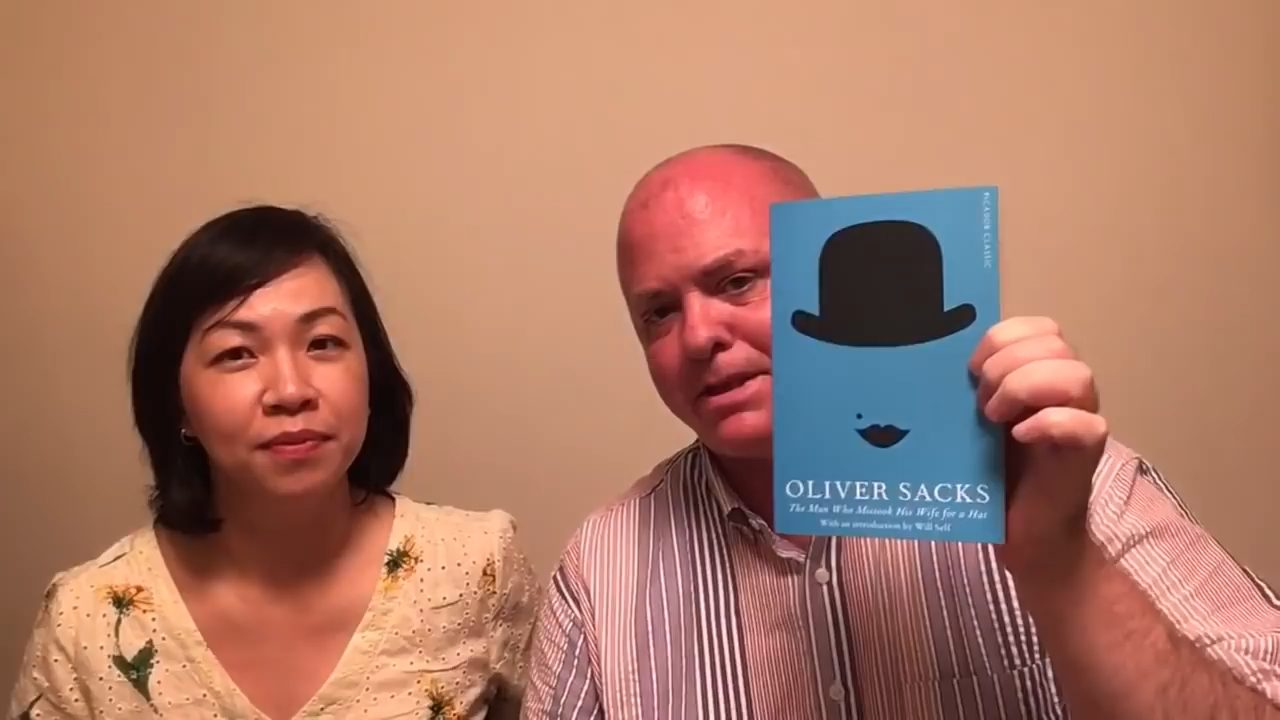 PICADOR CLASSIC
OLIVER SACKS
The Man Who Mistook His Wife for a Hat
With an introduction by Will Self